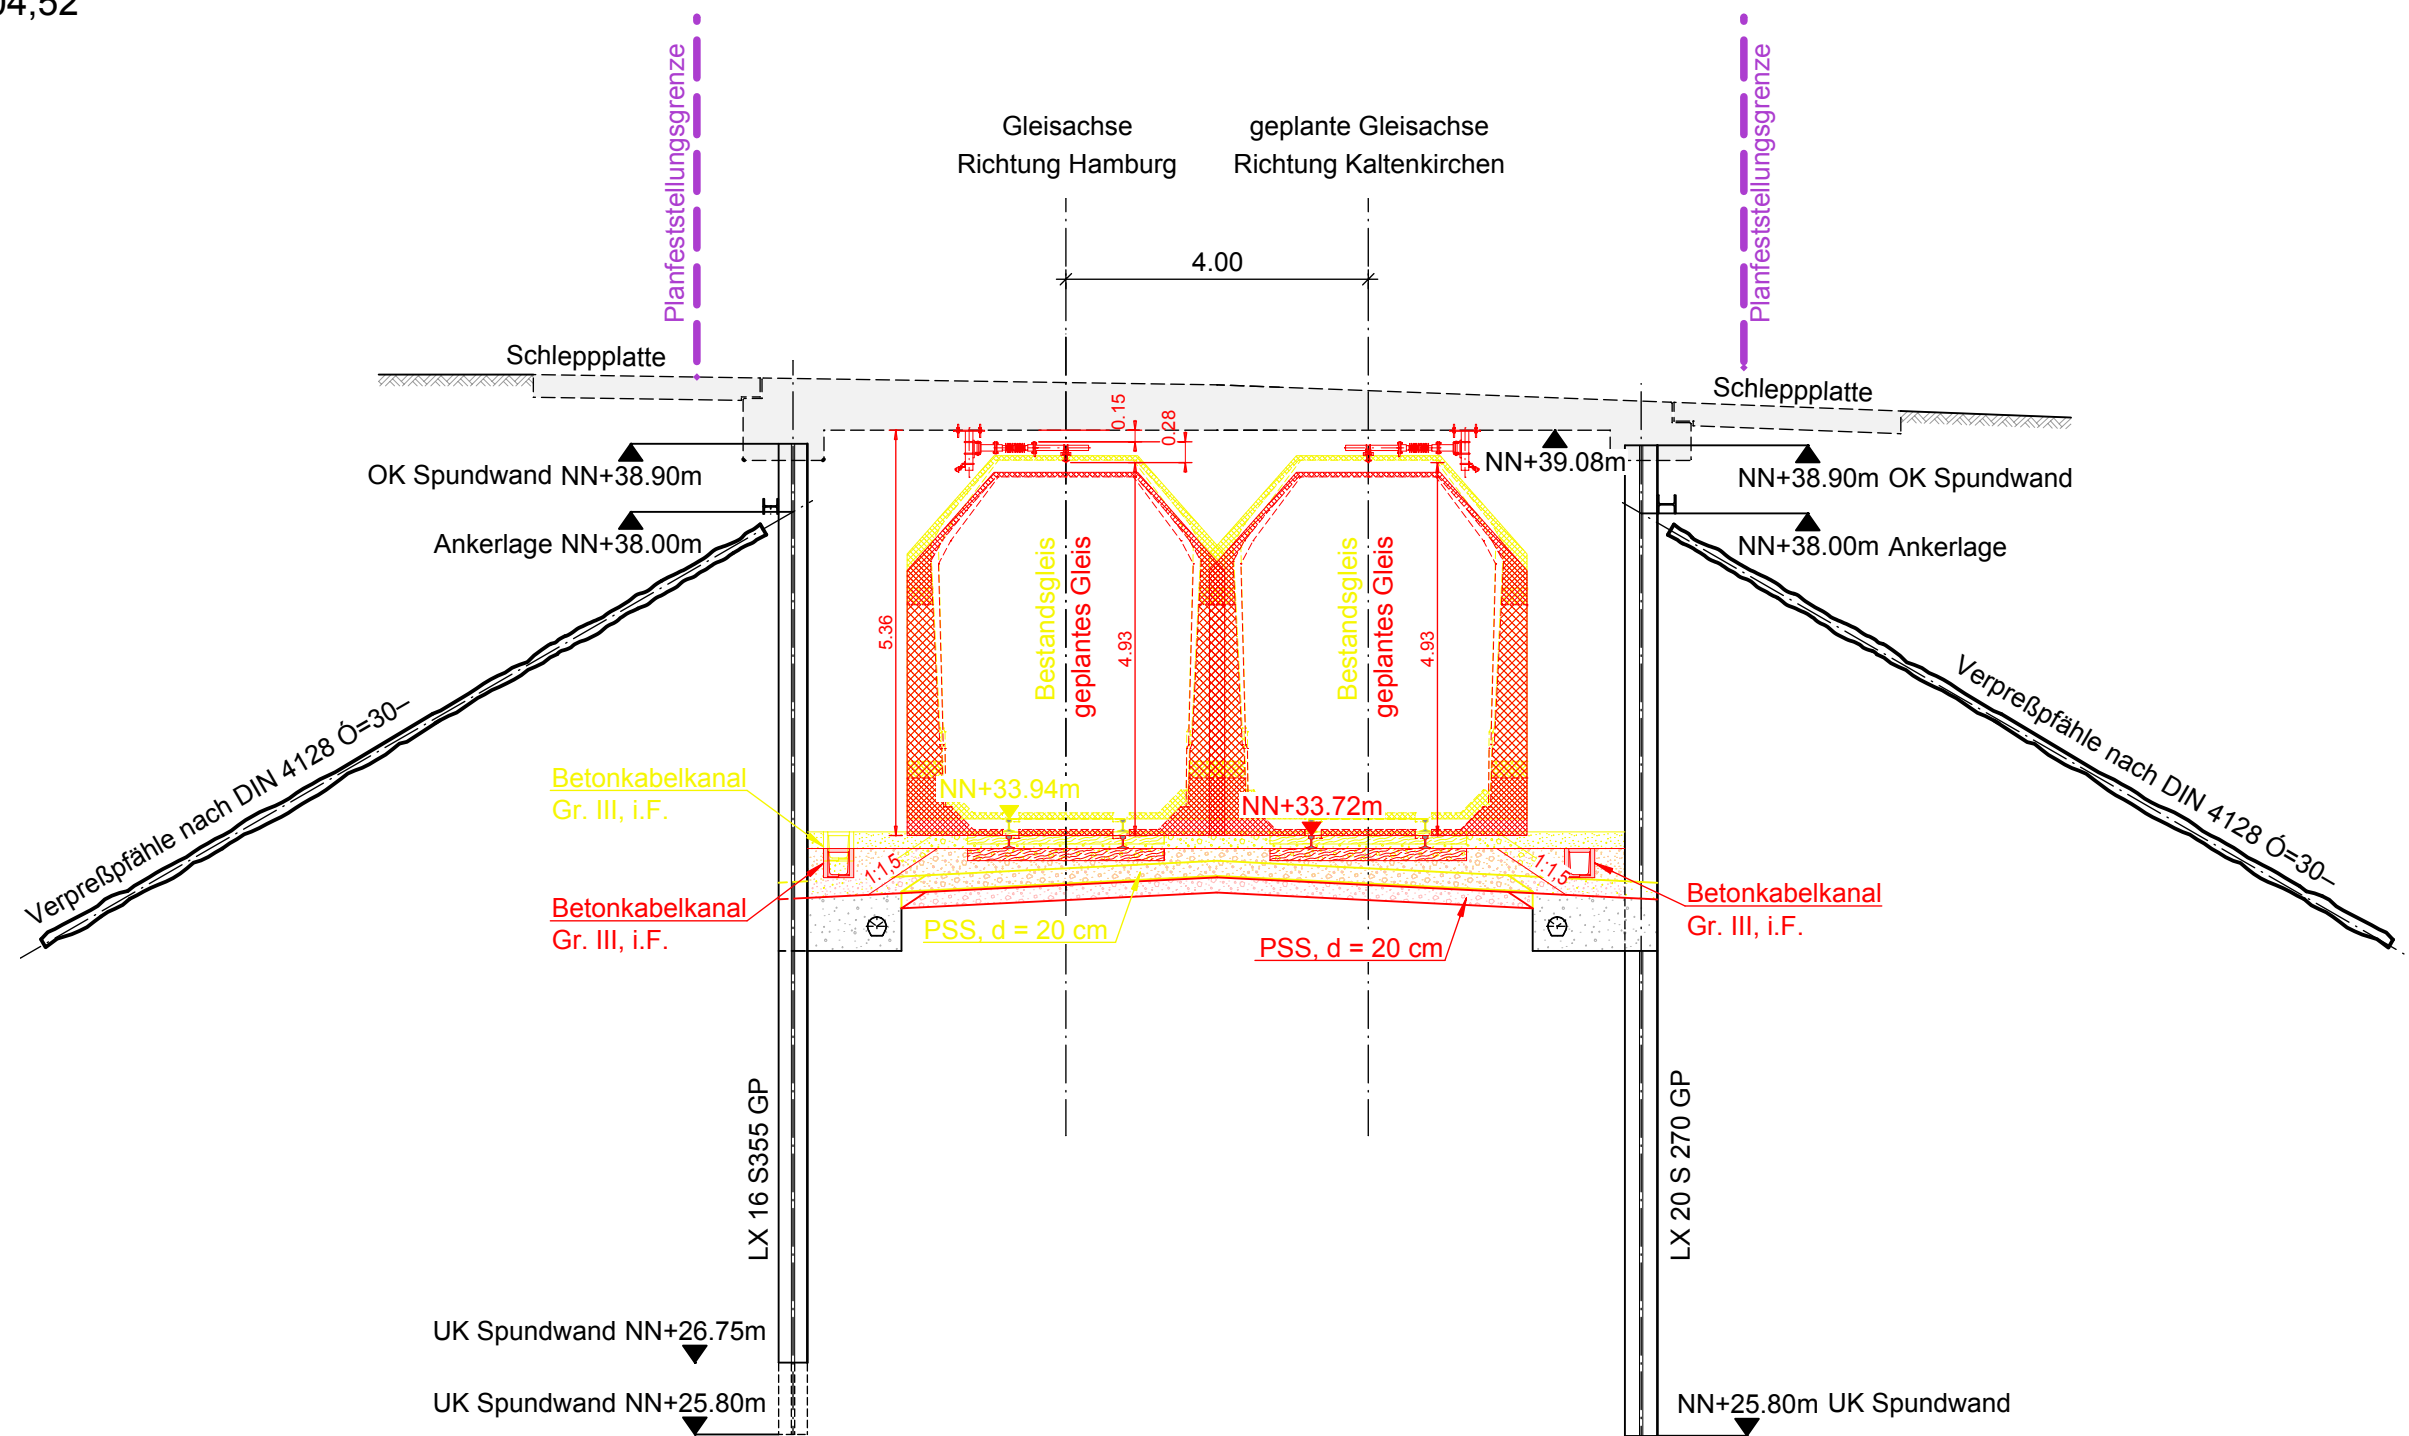 04,52
Planfeststellungsgrenze
Planfeststellungsgrenze
Gleisachse
Richtung Hamburg
geplante Gleisachse
Richtung Kaltenkirchen
4.00
Schleppplatte
Schleppplatte
0.15
0.28
OK Spundwand NN+38.90m
NN+39.08m
NN+38.90m OK Spundwand
Ankerlage NN+38.00m
NN+38.00m Ankerlage
5.36
Bestandsgleis
geplantes Gleis
4.93
Bestandsgleis
geplantes Gleis
4.93
Verpreßpfähle nach DIN 4128 Ó=30–
Verpreßpfähle nach DIN 4128 Ó=30–
Betonkabelkanal
Gr. III, i.F.
NN+33.94m
NN+33.72m
1:1,5
1:1,5
Betonkabelkanal
Gr. III, i.F.
PSS, d = 20 cm
PSS, d = 20 cm
Betonkabelkanal
Gr. III, i.F.
LX 16 S355 GP
LX 20 S 270 GP
UK Spundwand NN+26.75m
UK Spundwand NN+25.80m
NN+25.80m UK Spundwand